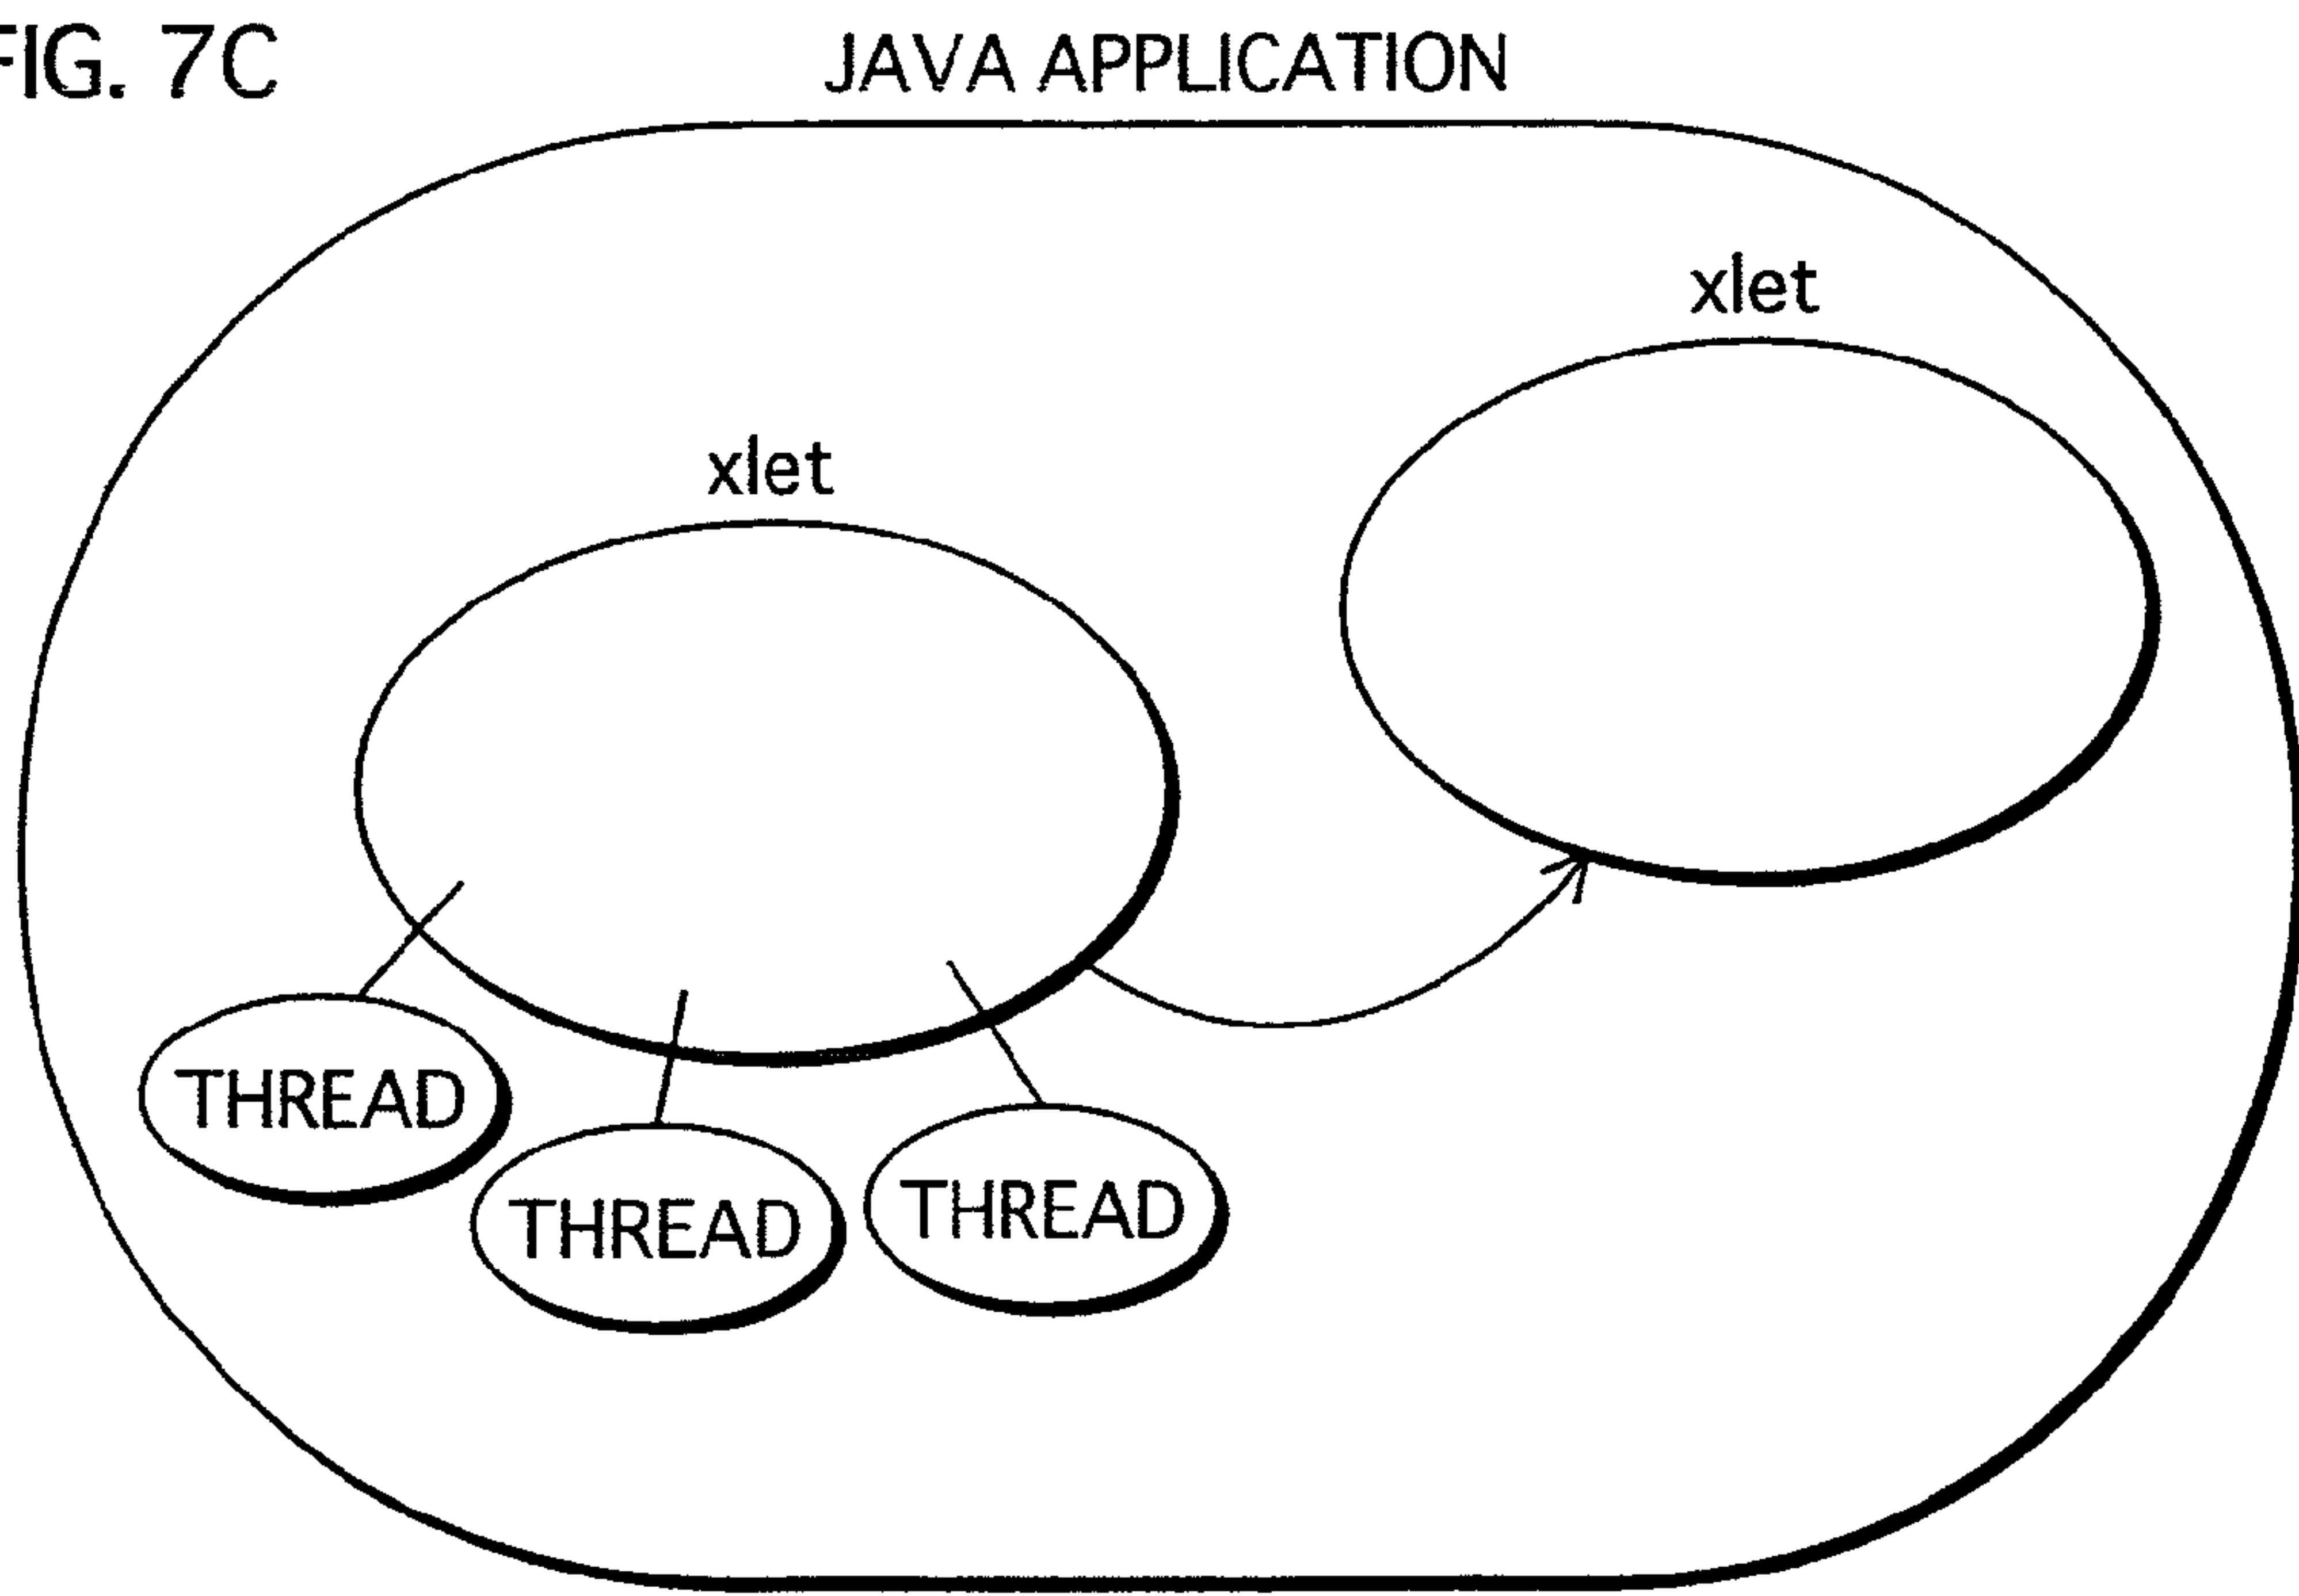 FIG. 7C
JAVA APPLICATION
xlet
xlet
THREAD
THREAD
THREAD